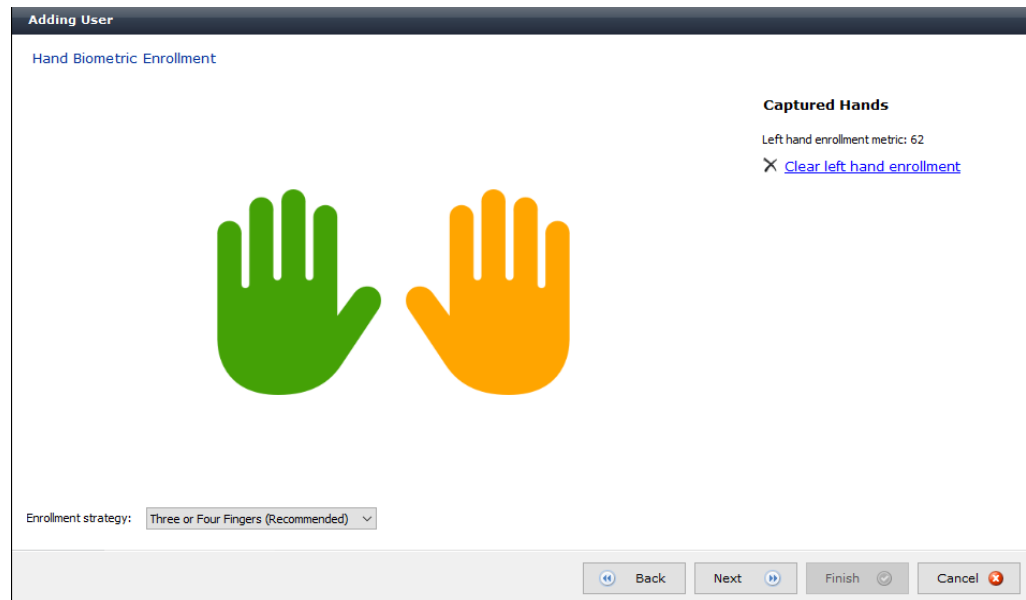 Adding User
Hand Biometric Enrollment
Captured Hands
Left hand enrollment metric: 62
Clear left hand enrollment
Enrollment strategy: Three or Four Fingers (Recommended)
Back Next Finish Cancel